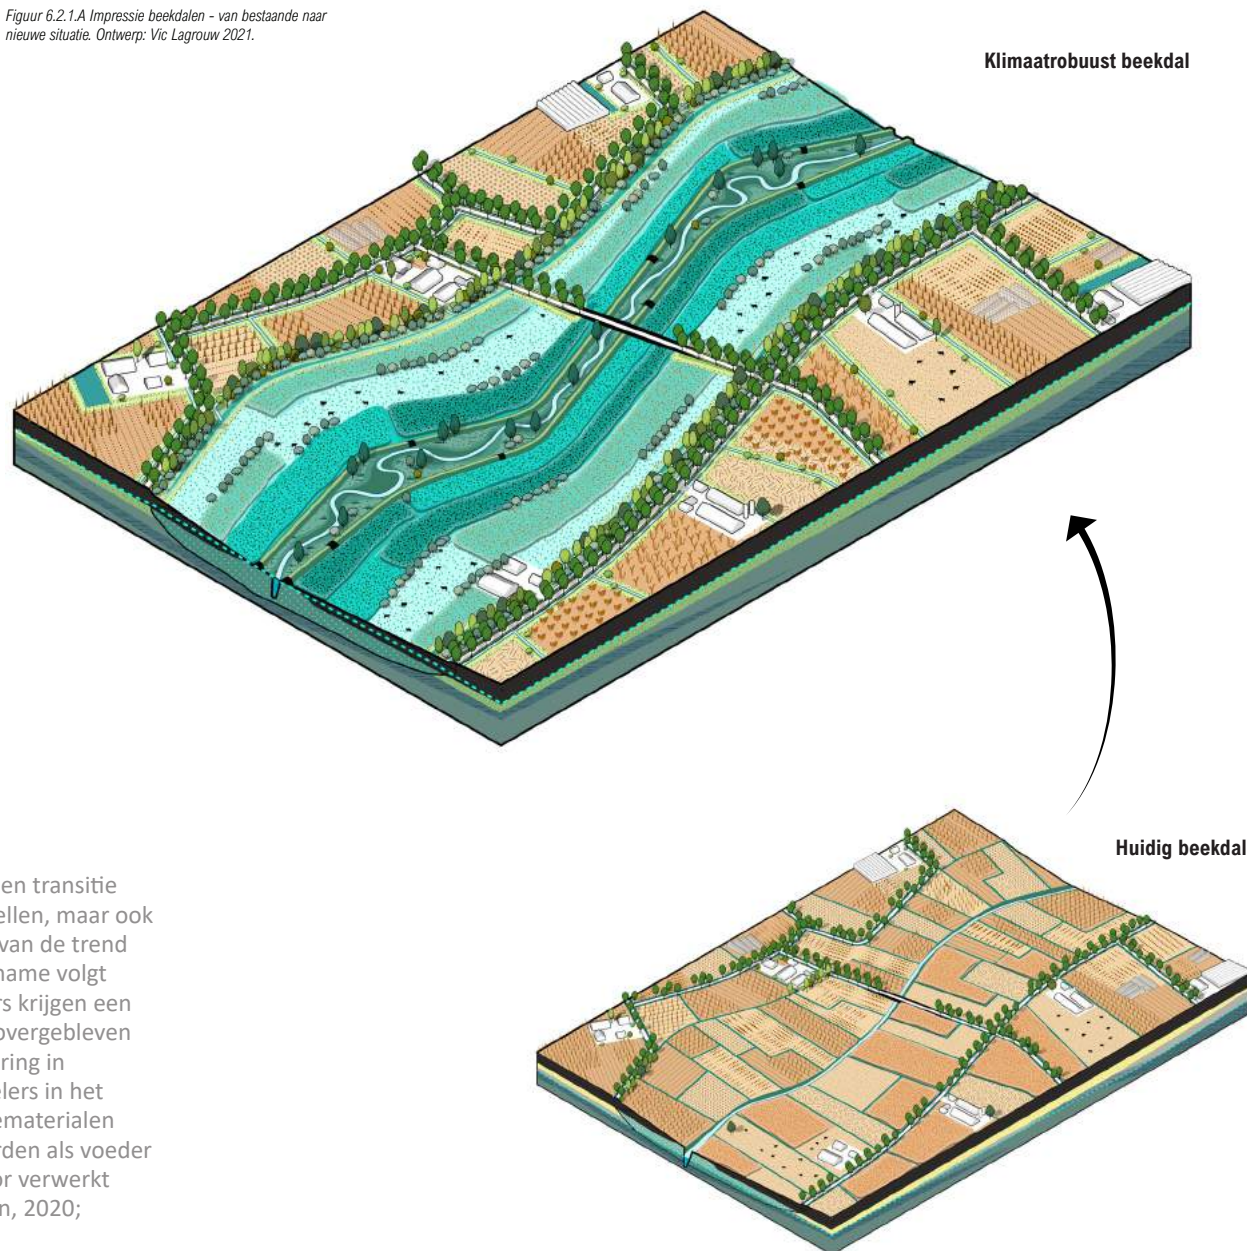 Figuur 6.2.1.A Impressie beekdalen - van bestaande naar
nieuwe situatie. Ontwerp: Vic Lagrouw 2021.
Klimaatrobuust beekdal
Huidig beekdal
en transitie
ellen, maar ook
van de trend
name volgt
rs krijgen een
overgebleven
ring in
elers in het
ematerialen
rden als voeder
or verwerkt
n, 2020;